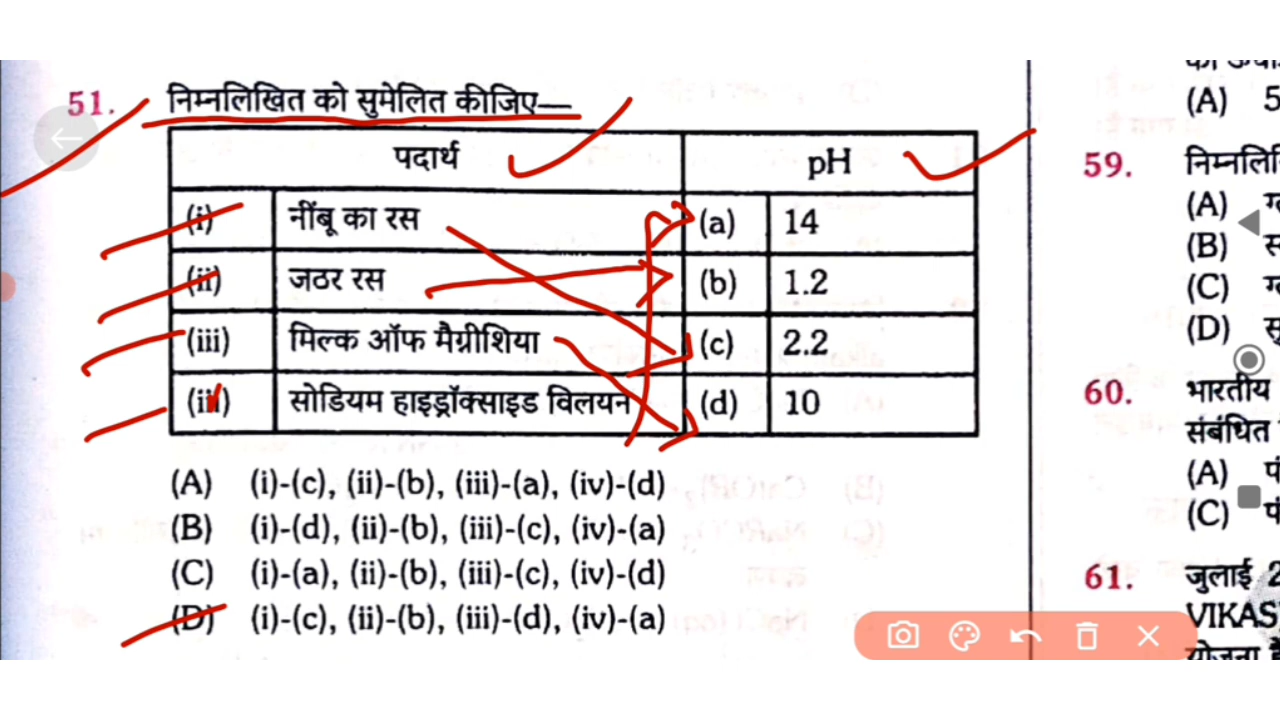 51. निम्नलिखित को सुमेलित कीजिए—
पदार्थ pH
(i) नींबू का रस (a) 14
(ii) जठर रस (b) 1.2
(iii) मिल्क ऑफ मैग्नीशिया (c) 2.2
(iii) सोडियम हाइड्रॉक्साइड विलयन (d) 10
(A) (i)-(c), (ii)-(b), (iii)-(a), (iv)-(d)
(B) (i)-(d), (ii)-(b), (iii)-(c), (iv)-(a)
(C) (i)-(a), (ii)-(b), (iii)-(c), (iv)-(d)
(D) (i)-(c), (ii)-(b), (iii)-(d), (iv)-(a)
(A) 5
59.
(A)
(B)
(C)
(D)
60. भारतीय
संबंधित
(A)
(C)
61. जुलाई 2
VIKAS